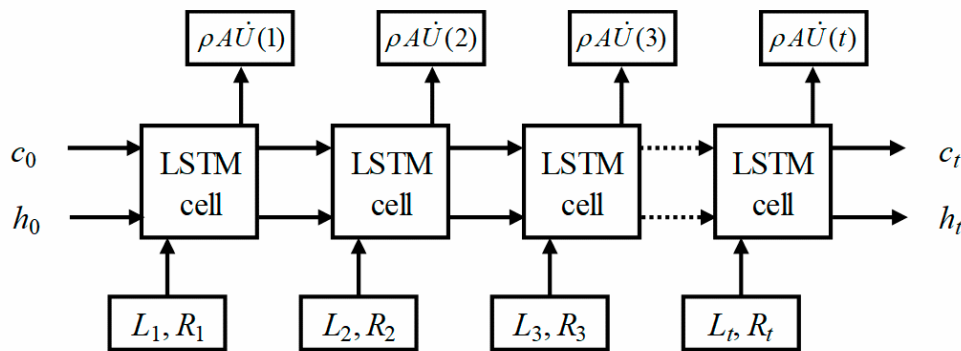 ρAU̇(1) ρAU̇(2) ρAU̇(3) ρAU̇(t)
c₀ LSTM LSTM LSTM LSTM cₜ
h₀ cell cell cell cell hₜ
L₁, R₁ L₂, R₂ L₃, R₃ Lₜ, Rₜ